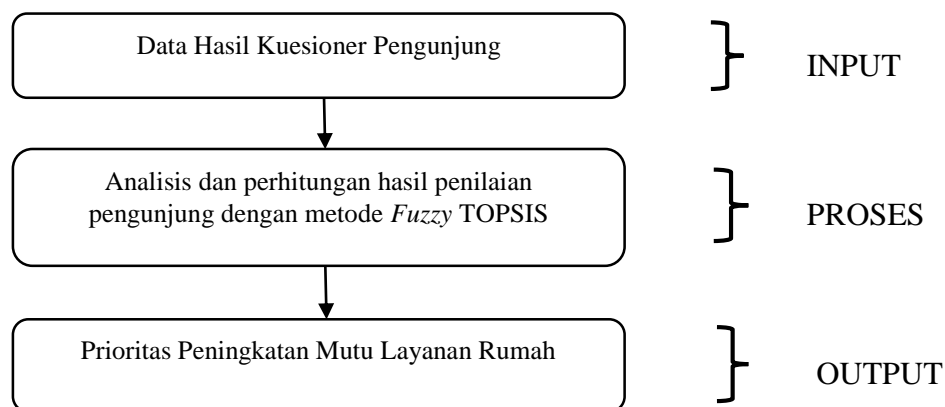 Data Hasil Kuesioner Pengunjung
INPUT
Analisis dan perhitungan hasil penilaian
pengunjung dengan metode Fuzzy TOPSIS
PROSES
Prioritas Peningkatan Mutu Layanan Rumah
OUTPUT